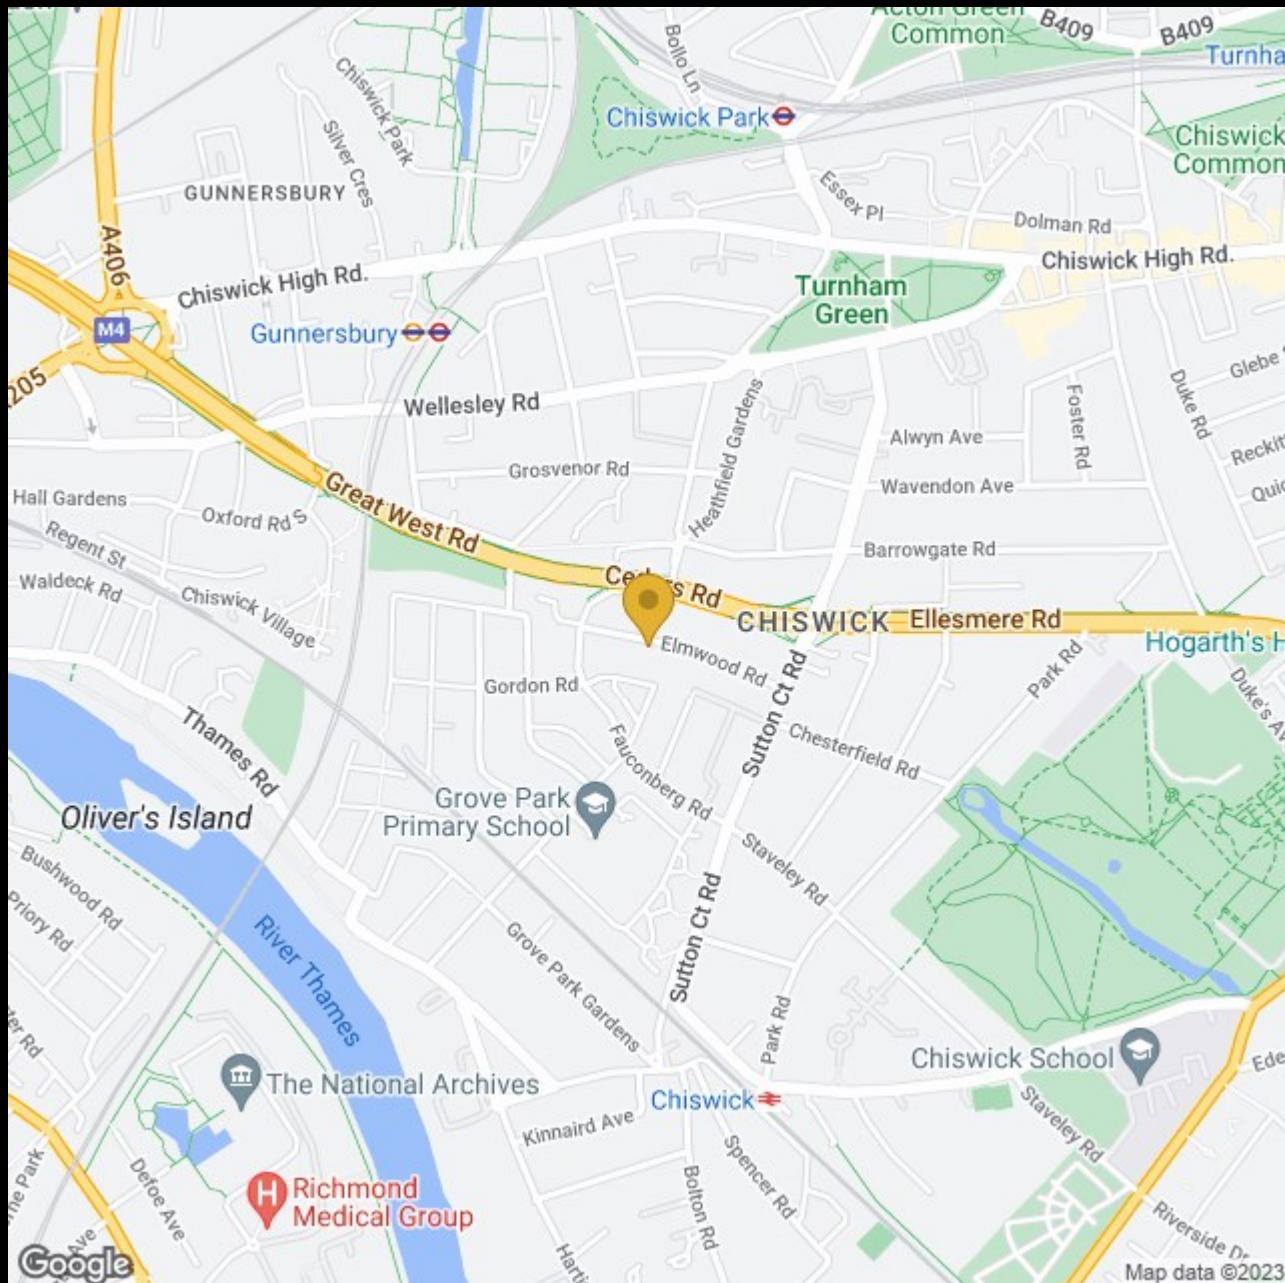 Acton Green
Common
B409
B409
Bollo Ln
Turnha
Chiswick Park
Chiswick Park
Silver Cres
Chiswick
Common
GUNNERSBURY
Essex Pl
Dolman Rd
A406
Chiswick High Rd.
Chiswick High Rd.
Turnham
Green
M4
Gunnersbury
Glebe
205
Wellesley Rd
Foster Rd
Duke Rd
Heathfield Gardens
Alwyn Ave
Reckit
Grosvenor Rd
Wavendon Ave
Quic
Hall Gardens
Oxford Rd S
Great West Rd
Regent St
Barrowgate Rd
Waldeck Rd
Chiswick Village
Cedars Rd
CHISWICK
Ellesmere Rd
Hogarth's H
Elmwood Rd
Park Rd
Gordon Rd
Duke's Av
Thames Rd
Sutton Ct Rd
Fauconberg Rd
Chesterfield Rd
Grove Park
Primary School
Oliver's Island
Bushwood Rd
Staveley Rd
Priory Rd
River Thames
Grove Park Gardens
Sutton Ct Rd
ter Rd
Park Rd
Chiswick School
Ede
The National Archives
Chiswick
Kinnaird Ave
Staveley Rd
Spencer Rd
Bolton Rd
ne Park
Defoe Ave
Richmond
Medical Group
Riverside Dr
Ave
Harti
Google
Map data ©2023